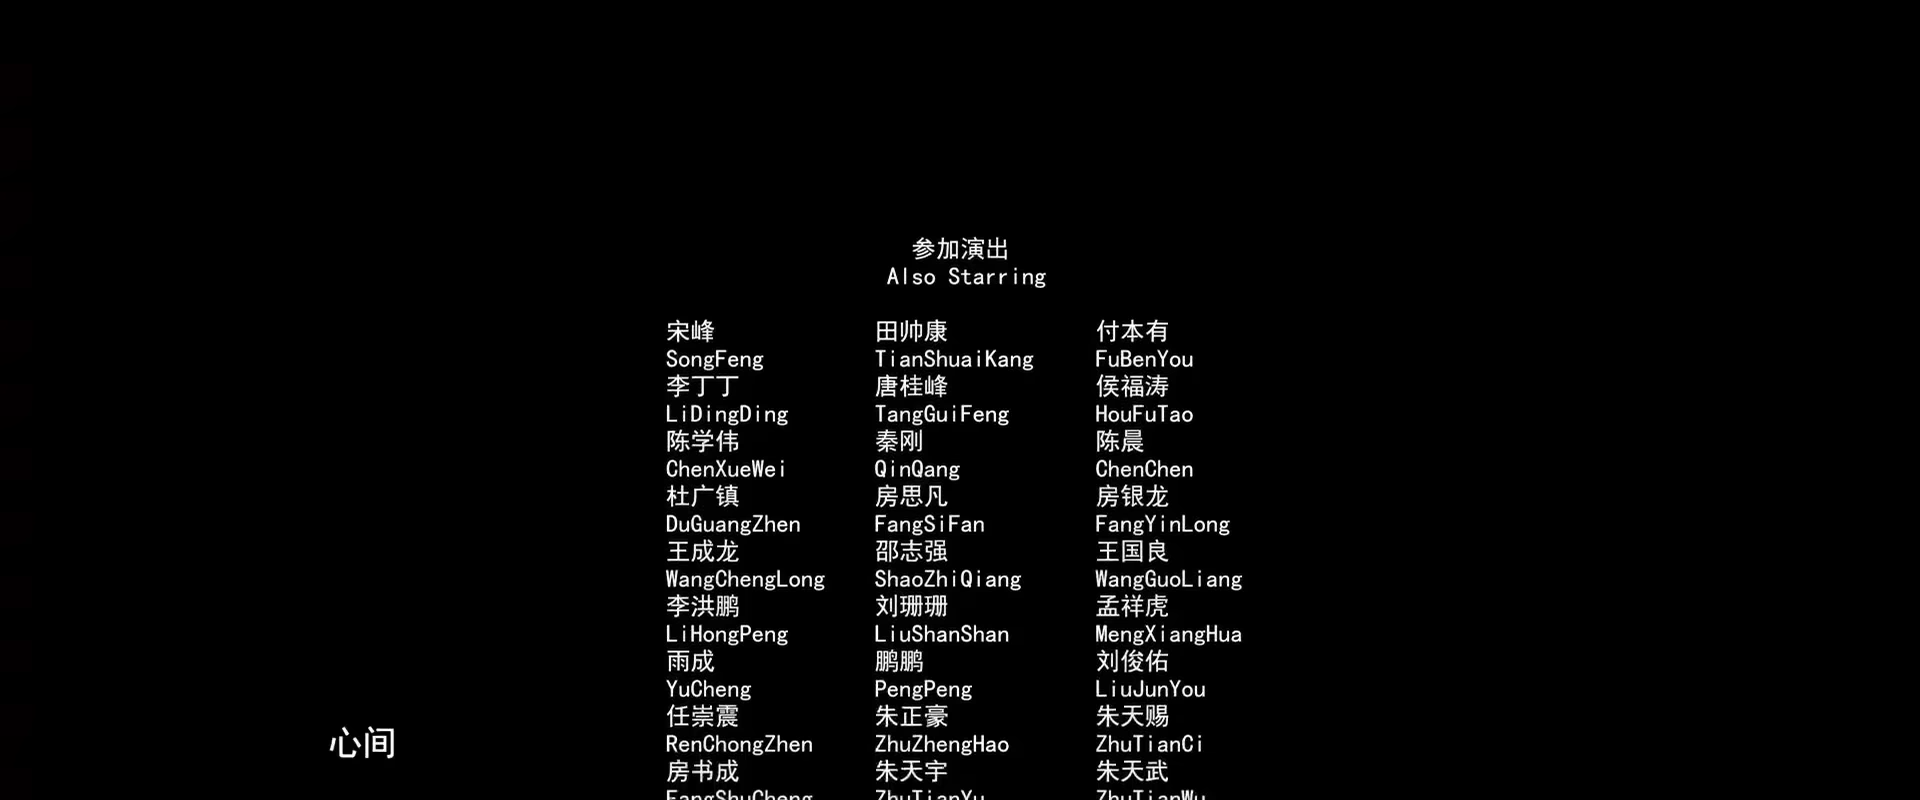 参加演出
Also Starring
宋峰 田帅康 付本有
SongFeng TianShuaiKang FuBenYou
李丁丁 唐桂峰 侯福涛
LiDingDing TangGuiFeng HouFuTao
陈学伟 秦刚 陈晨
ChenXueWei QinQang ChenChen
杜广镇 房思凡 房银龙
DuGuangZhen FangSiFan FangYinLong
王成龙 邵志强 王国良
WangChengLong ShaoZhiQiang WangGuoLiang
李洪鹏 刘珊珊 孟祥虎
LiHongPeng LiuShanShan MengXiangHua
雨成 鹏鹏 刘俊佑
YuCheng PengPeng LiuJunYou
任崇震 朱正豪 朱天赐
RenChongZhen ZhuZhengHao ZhuTianCi
心间
房书成 朱天宇 朱天武
FangShuCheng ZhuTianYu ZhuTianWu